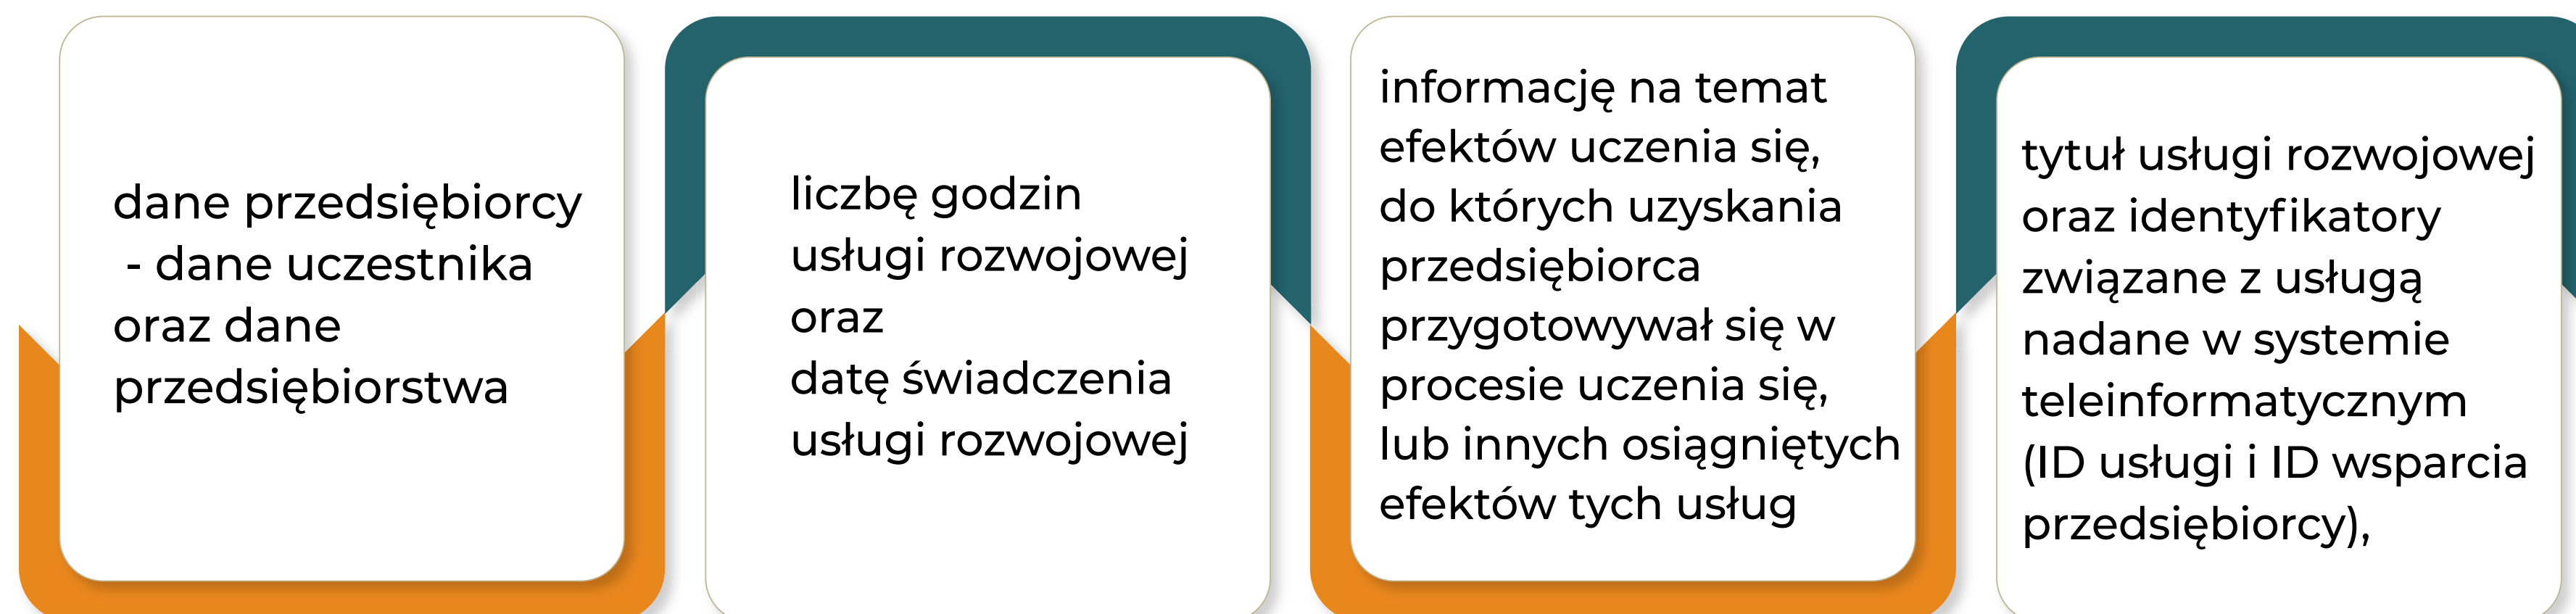 dane przedsiębiorcy
- dane uczestnika
oraz dane
przedsiębiorstwa
liczbę godzin
usługi rozwojowej
oraz
datę świadczenia
usługi rozwojowej
informację na temat
efektów uczenia się,
do których uzyskania
przedsiębiorca
przygotowywał się w
procesie uczenia się,
lub innych osiągniętych
efektów tych usług
tytuł usługi rozwojowej
oraz identyfikatory
związane z usługą
nadane w systemie
teleinformatycznym
(ID usługi i ID wsparcia
przedsiębiorcy),